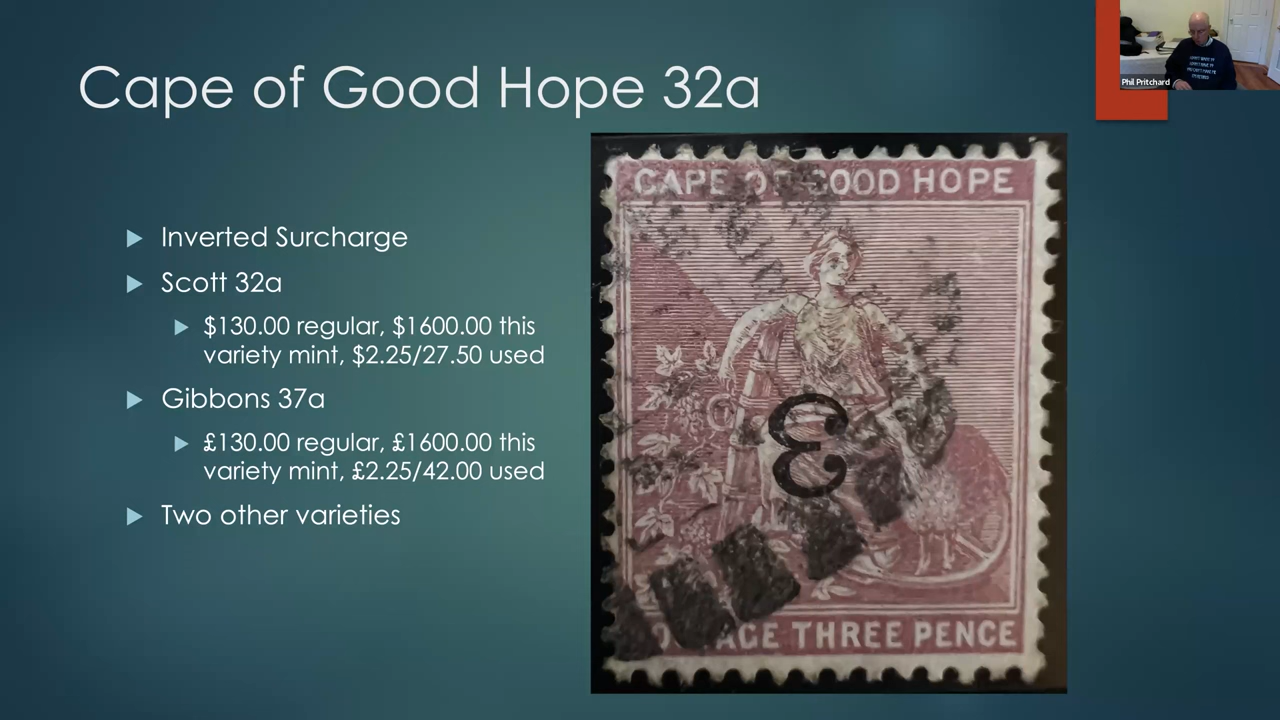 Cape of Good Hope 32a
Phil Pritchard
Inverted Surcharge
Scott 32a
$130.00 regular, $1600.00 this
variety mint, $2.25/27.50 used
Gibbons 37a
£130.00 regular, £1600.00 this
variety mint, £2.25/42.00 used
Two other varieties
CAPE OF GOOD HOPE
3
POSTAGE THREE PENCE